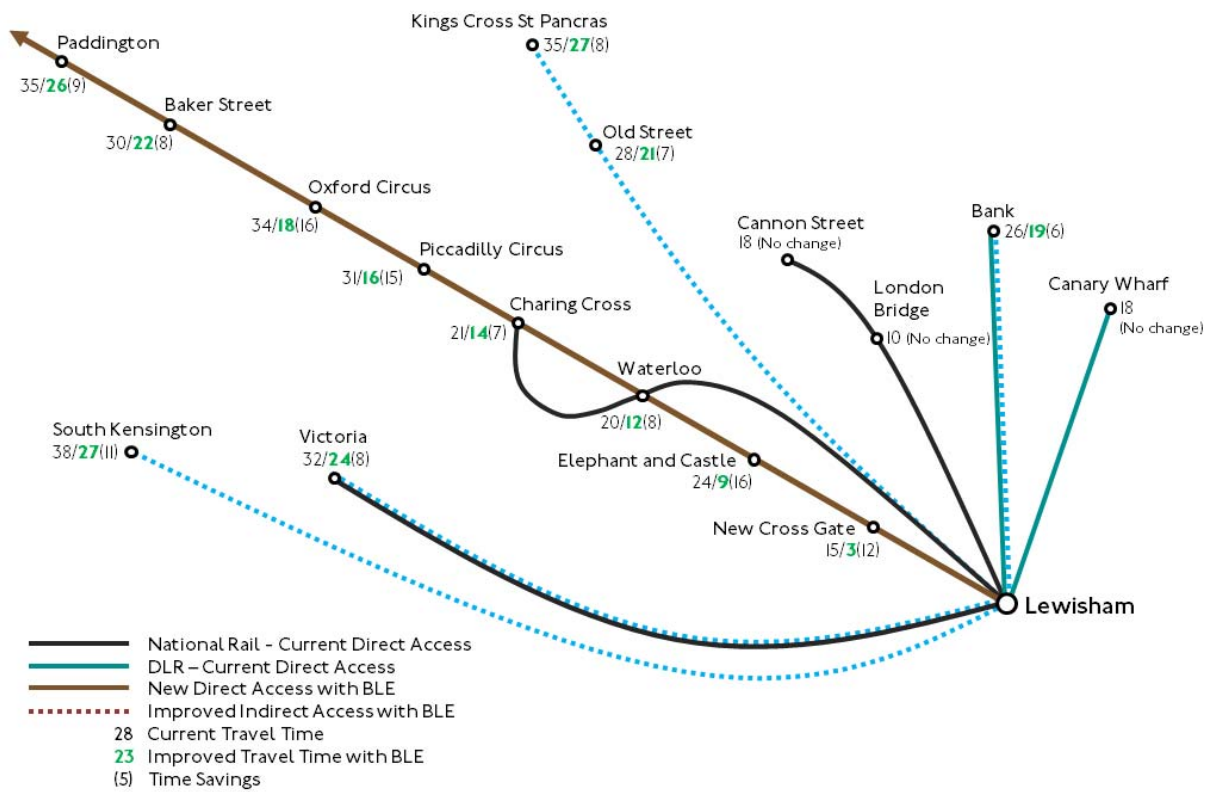 Kings Cross St Pancras
35/27(8)
Paddington
35/26(9)
Baker Street
30/22(8)
Old Street
28/21(7)
Oxford Circus
34/18(16)
Cannon Street
18 (No change)
Bank
26/19(6)
Piccadilly Circus
31/16(15)
London
Bridge
10 (No change)
Canary Wharf
18
(No change)
Charing Cross
21/14(7)
Waterloo
20/12(8)
South Kensington
38/27(11)
Victoria
32/24(8)
Elephant and Castle
24/9(16)
New Cross Gate
15/3(12)
Lewisham
National Rail - Current Direct Access
DLR – Current Direct Access
New Direct Access with BLE
Improved Indirect Access with BLE
28 Current Travel Time
23 Improved Travel Time with BLE
(5) Time Savings